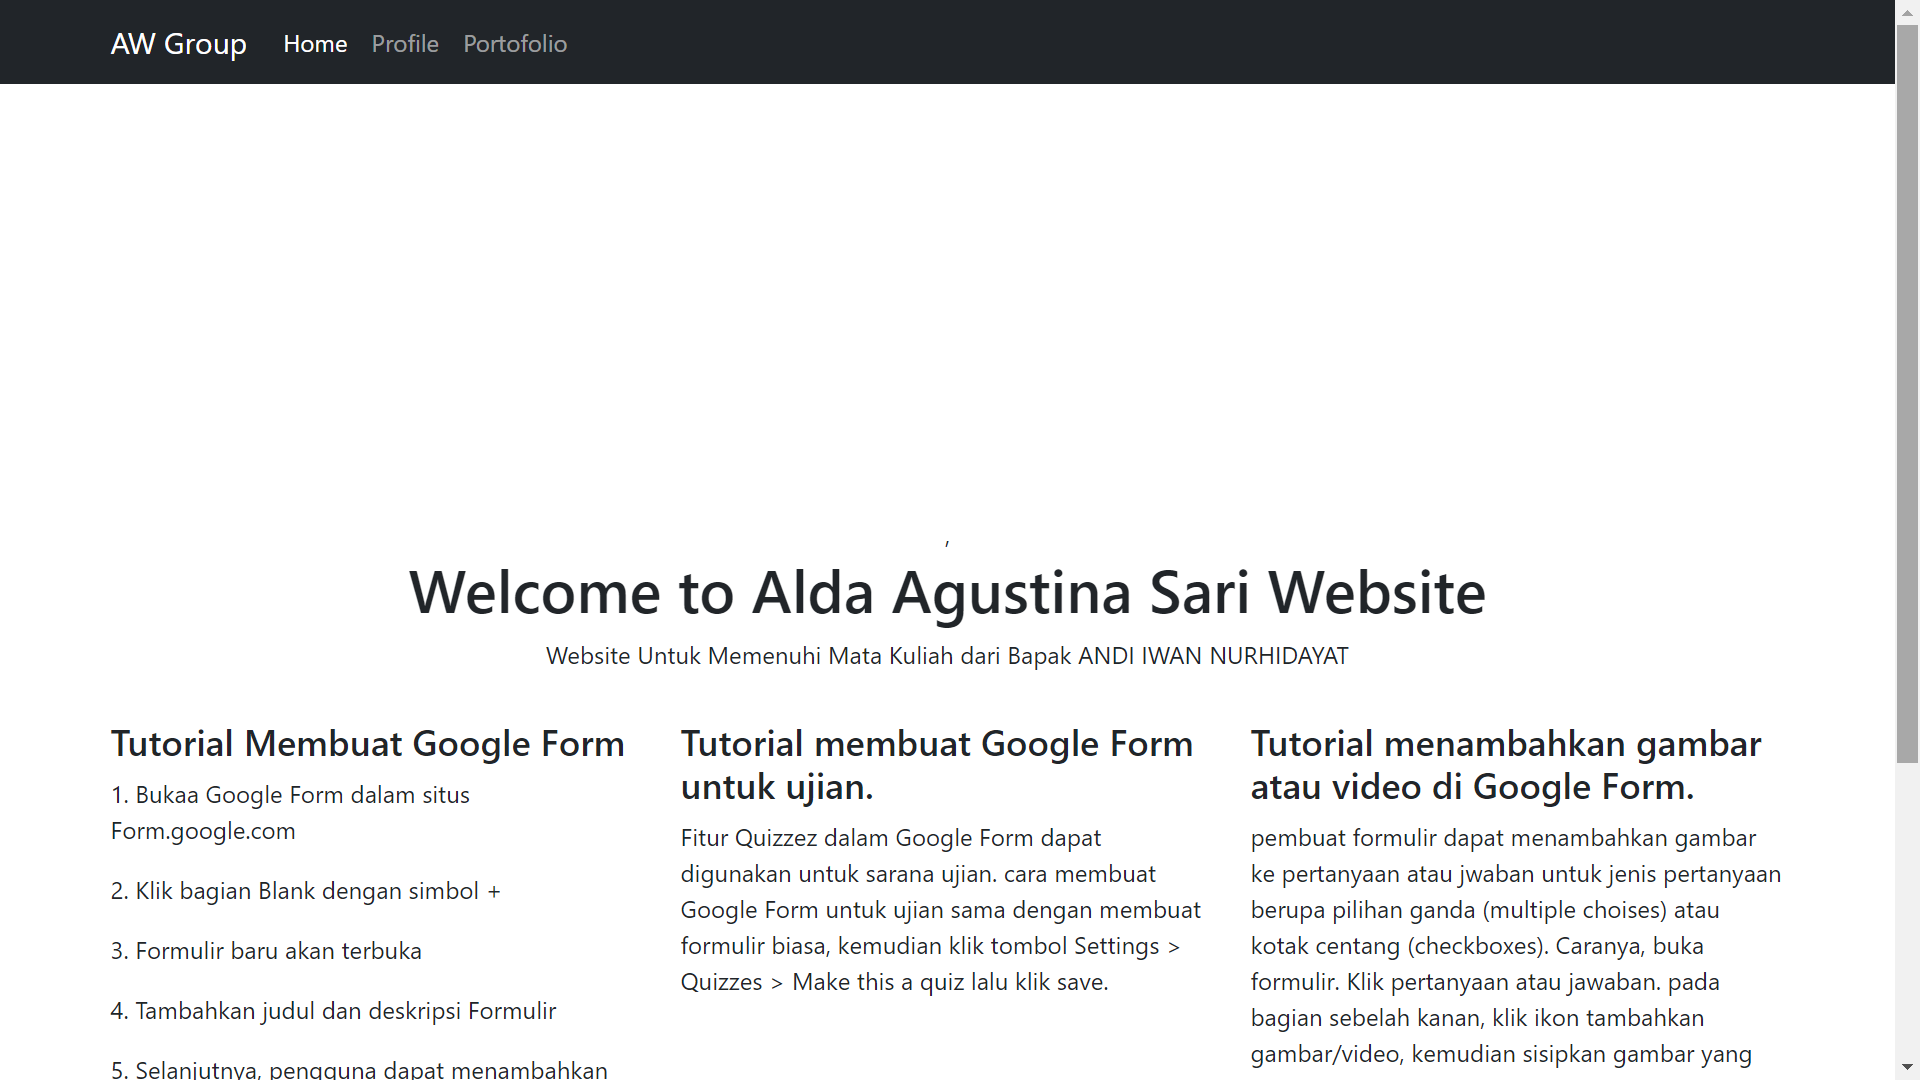 AW Group Home Profile Portofolio
,
Welcome to Alda Agustina Sari Website
Website Untuk Memenuhi Mata Kuliah dari Bapak ANDI IWAN NURHIDAYAT
Tutorial Membuat Google Form
1. Bukaa Google Form dalam situs
Form.google.com
2. Klik bagian Blank dengan simbol +
3. Formulir baru akan terbuka
4. Tambahkan judul dan deskripsi Formulir
5. Selanjutnya, pengguna dapat menambahkan
Tutorial membuat Google Form
untuk ujian.
Fitur Quizzez dalam Google Form dapat
digunakan untuk sarana ujian. cara membuat
Google Form untuk ujian sama dengan membuat
formulir biasa, kemudian klik tombol Settings >
Quizzes > Make this a quiz lalu klik save.
Tutorial menambahkan gambar
atau video di Google Form.
pembuat formulir dapat menambahkan gambar
ke pertanyaan atau jwaban untuk jenis pertanyaan
berupa pilihan ganda (multiple choises) atau
kotak centang (checkboxes). Caranya, buka
formulir. Klik pertanyaan atau jawaban. pada
bagian sebelah kanan, klik ikon tambahkan
gambar/video, kemudian sisipkan gambar yang